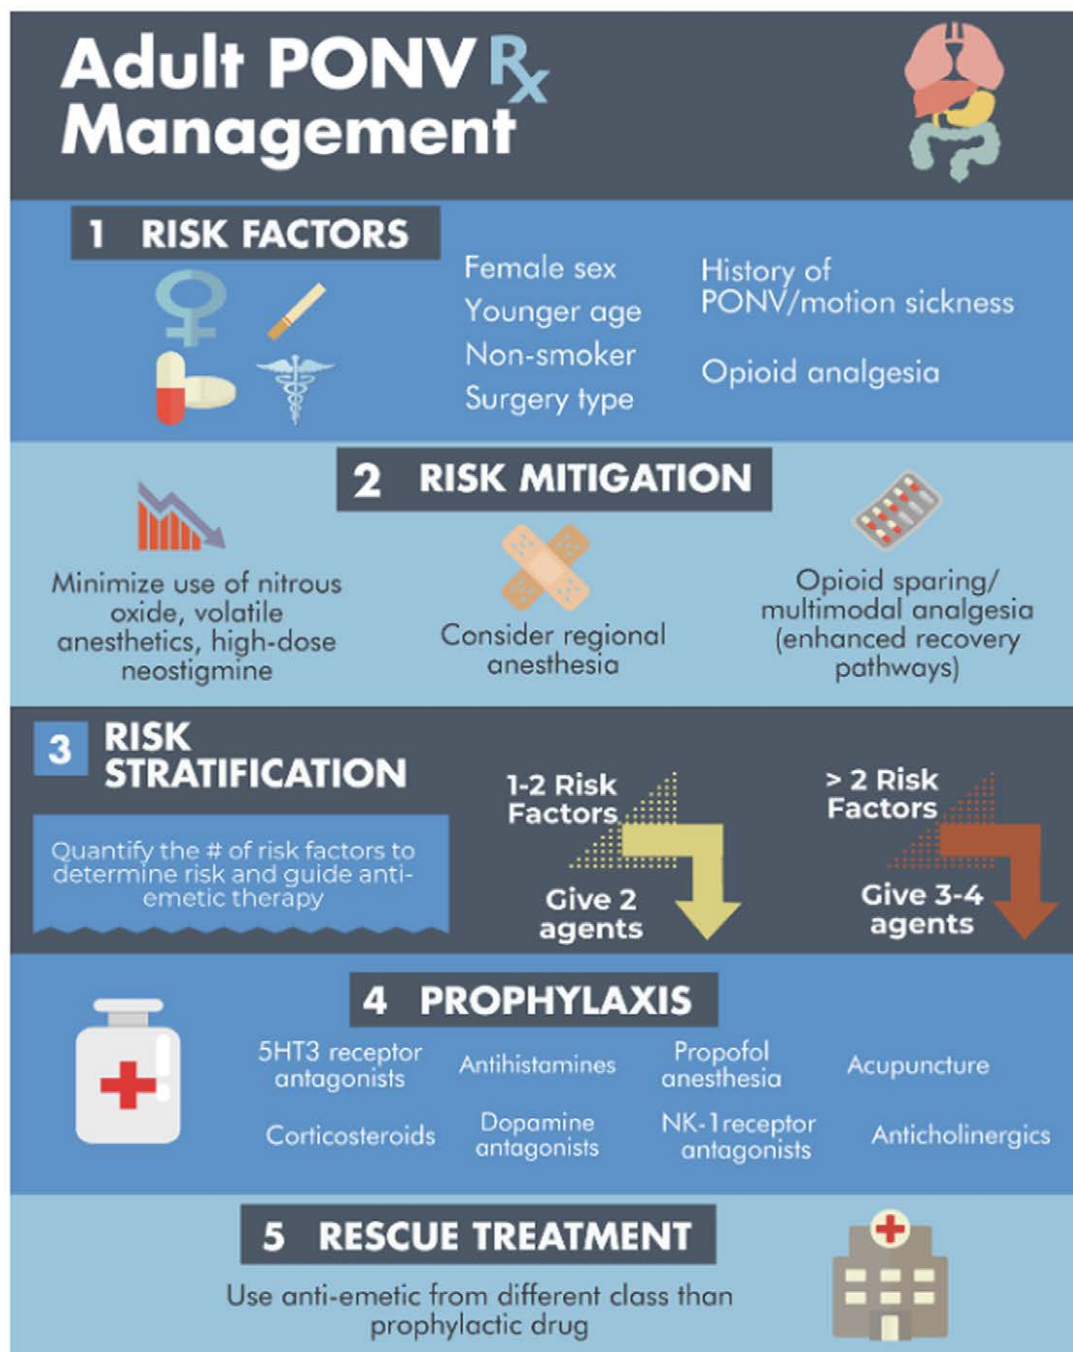 Adult PONV Rx
Management
1 RISK FACTORS
Female sex
Younger age
Non-smoker
Surgery type
History of
PONV/motion sickness
Opioid analgesia
2 RISK MITIGATION
Minimize use of nitrous
oxide, volatile
anesthetics, high-dose
neostigmine
Consider regional
anesthesia
Opioid sparing/
multimodal analgesia
(enhanced recovery
pathways)
3 RISK
STRATIFICATION
Quantify the # of risk factors to
determine risk and guide anti-
emetic therapy
1-2 Risk
Factors
Give 2
agents
> 2 Risk
Factors
Give 3-4
agents
4 PROPHYLAXIS
5HT3 receptor
antagonists
Antihistamines
Propofol
anesthesia
Acupuncture
Corticosteroids
Dopamine
antagonists
NK-1receptor
antagonists
Anticholinergics
5 RESCUE TREATMENT
Use anti-emetic from different class than
prophylactic drug